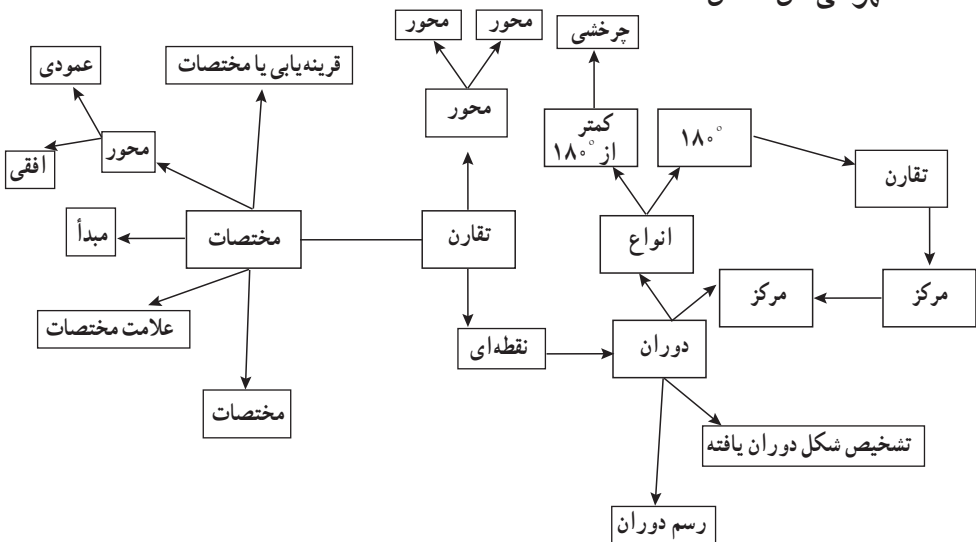 محور
محور
چرخشی
قرینه‌یابی یا مختصات
عمودی
محور
کمتر
از ۱۸۰°
۱۸۰°
تقارن
محور
افقی
مبدأ
مختصات
تقارن
انواع
مرکز
مرکز
علامت مختصات
نقطه‌ای
دوران
مختصات
تشخیص شکل دوران یافته
رسم دوران